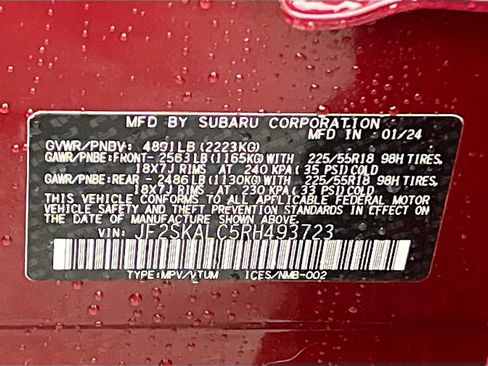 MFD BY SUBARU CORPORATION
MFD IN 01/24
GVWR/PNBV: 4891LB(2223KG)
GAWR/PNBE:FRONT-2563LB(1165KG)WITH 225/55R18 98H TIRES,
18X7J RIMS AT 240 KPA(35 PSI)COLD
GAWR/PNBE:REAR -2486LB(1130KG)WITH 225/55R18 98H TIRES,
18X7J RIMS AT 230 KPA(33 PSI)COLD
THIS VEHICLE CONFORMS TO ALL APPLICABLE FEDERAL MOTOR
VEHICLE SAFETY AND THEFT PREVENTION STANDARDS IN EFFECT
ON THE DATE OF MANUFACTURE SHOWN ABOVE.
VIN: JF2SKALC5RH493723
TYPE:MPV/VTUM ICES/NMB-002